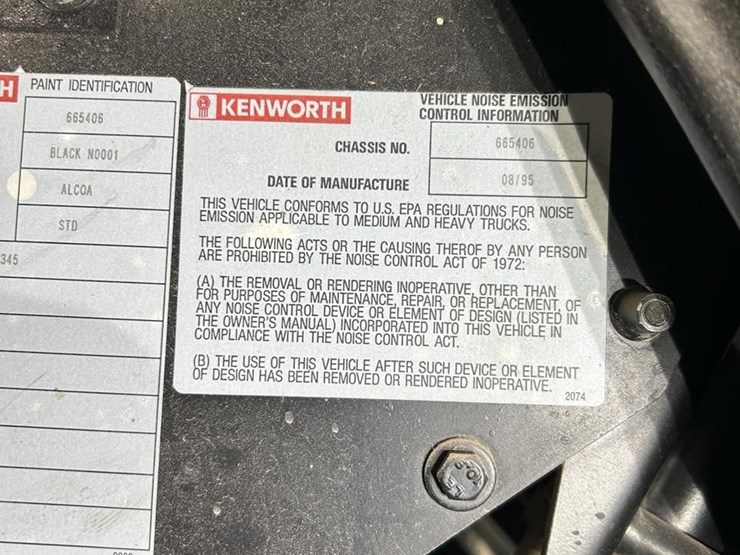 H PAINT IDENTIFICATION
665406
BLACK N0001
ALCOA
STD
345
KENWORTH
VEHICLE NOISE EMISSION
CONTROL INFORMATION
CHASSIS NO.
665406
DATE OF MANUFACTURE
08/95
THIS VEHICLE CONFORMS TO U.S. EPA REGULATIONS FOR NOISE
EMISSION APPLICABLE TO MEDIUM AND HEAVY TRUCKS.
THE FOLLOWING ACTS OR THE CAUSING THEROF BY ANY PERSON
ARE PROHIBITED BY THE NOISE CONTROL ACT OF 1972:
(A) THE REMOVAL OR RENDERING INOPERATIVE, OTHER THAN
FOR PURPOSES OF MAINTENANCE, REPAIR, OR REPLACEMENT, OF
ANY NOISE CONTROL DEVICE OR ELEMENT OF DESIGN (LISTED IN
THE OWNER'S MANUAL) INCORPORATED INTO THIS VEHICLE IN
COMPLIANCE WITH THE NOISE CONTROL ACT.
(B) THE USE OF THIS VEHICLE AFTER SUCH DEVICE OR ELEMENT
OF DESIGN HAS BEEN REMOVED OR RENDERED INOPERATIVE.
2074